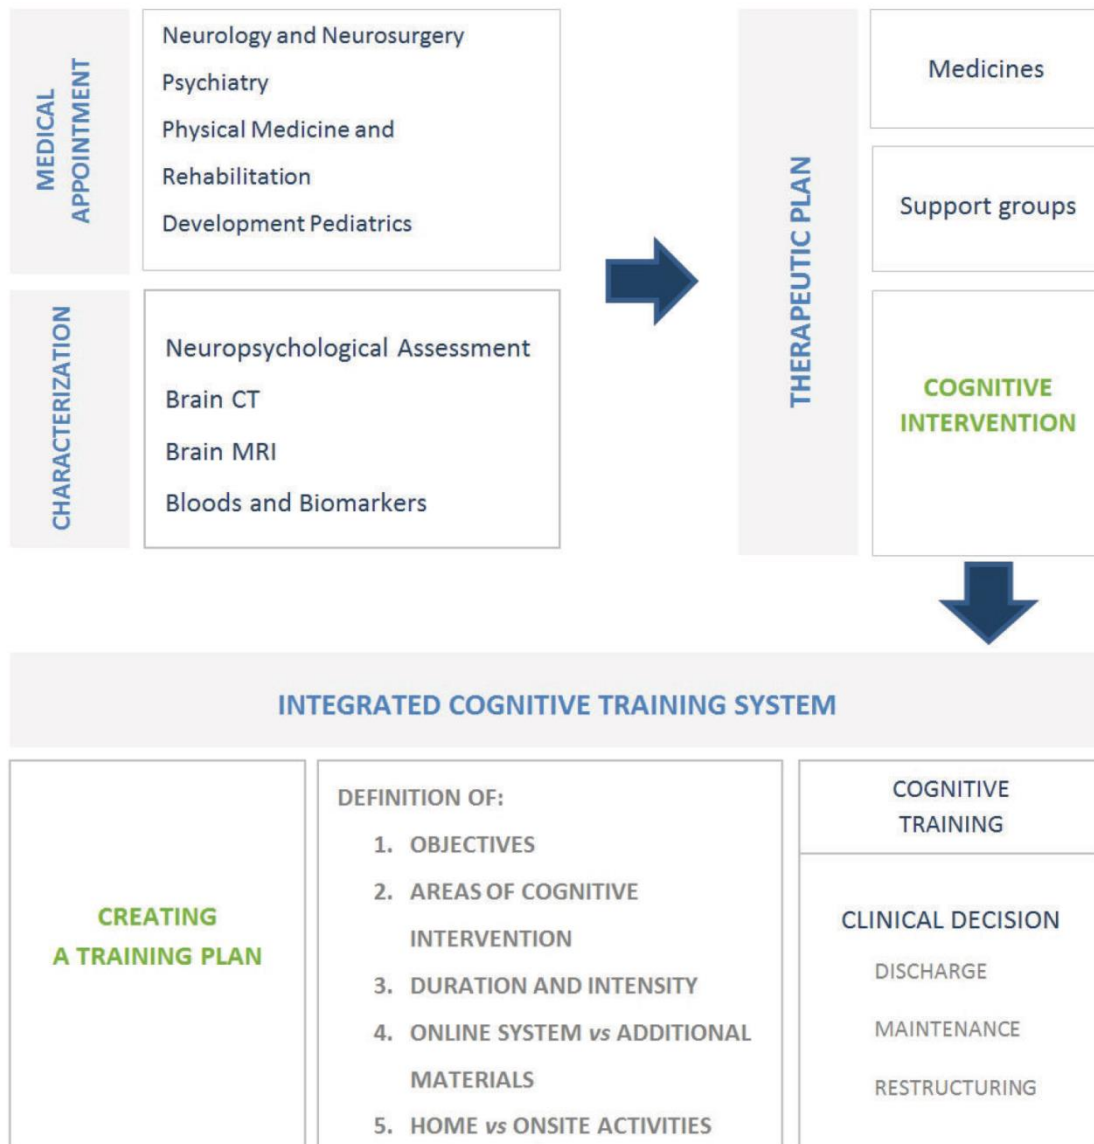 MEDICAL
APPOINTMENT
Neurology and Neurosurgery
Psychiatry
Physical Medicine and
Rehabilitation
Development Pediatrics
CHARACTERIZATION
Neuropsychological Assessment
Brain CT
Brain MRI
Bloods and Biomarkers
THERAPEUTIC PLAN
Medicines
Support groups
COGNITIVE
INTERVENTION
INTEGRATED COGNITIVE TRAINING SYSTEM
CREATING
A TRAINING PLAN
DEFINITION OF:
1. OBJECTIVES
2. AREAS OF COGNITIVE
INTERVENTION
3. DURATION AND INTENSITY
4. ONLINE SYSTEM vs ADDITIONAL
MATERIALS
5. HOME vs ONSITE ACTIVITIES
COGNITIVE
TRAINING
CLINICAL DECISION
DISCHARGE
MAINTENANCE
RESTRUCTURING